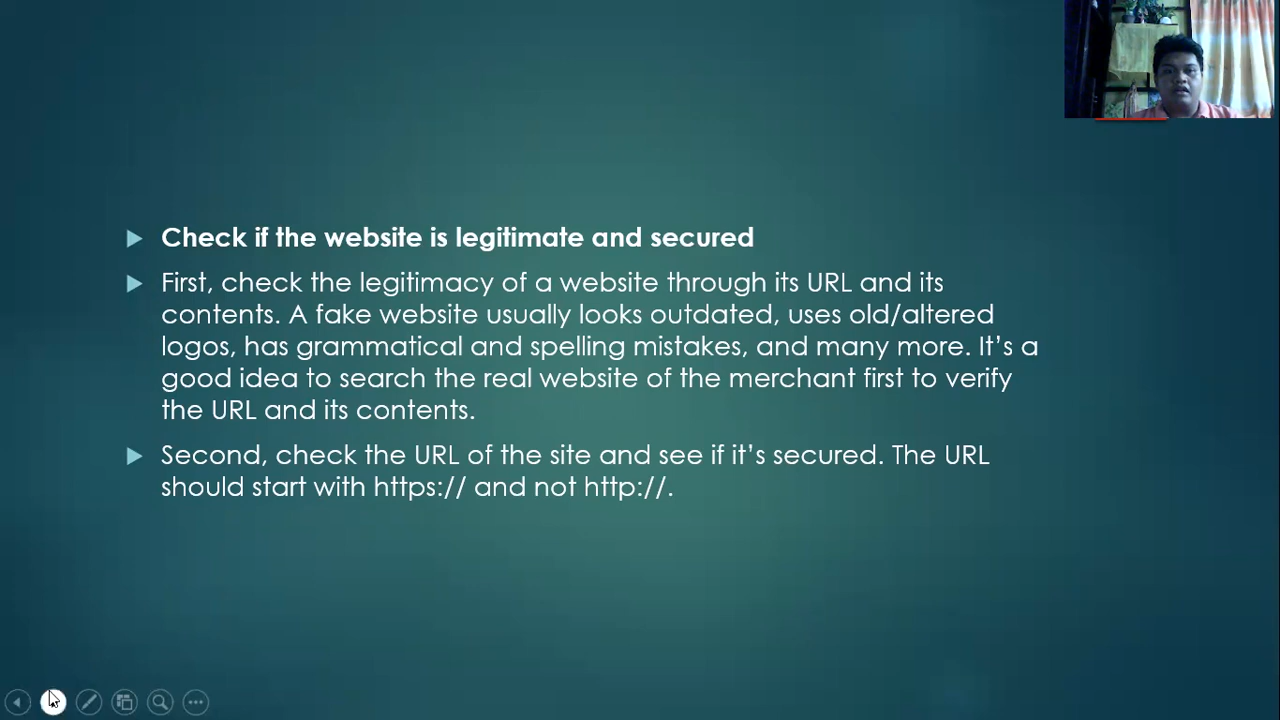 Check if the website is legitimate and secured
First, check the legitimacy of a website through its URL and its
contents. A fake website usually looks outdated, uses old/altered
logos, has grammatical and spelling mistakes, and many more. It’s a
good idea to search the real website of the merchant first to verify
the URL and its contents.
Second, check the URL of the site and see if it’s secured. The URL
should start with https:// and not http://.